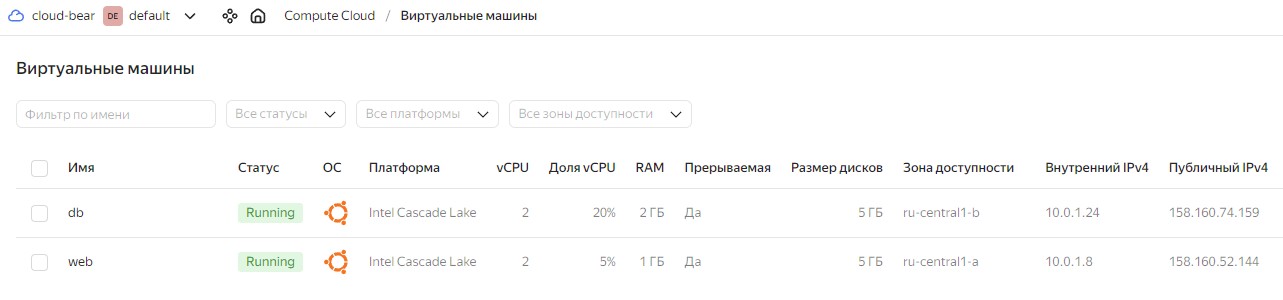 cloud-bear DE default Compute Cloud / Виртуальные машины
Виртуальные машины
Фильтр по имени Все статусы Все платформы Все зоны доступности
Имя Статус ОС Платформа vCPU Доля vCPU RAM Прерываемая Размер дисков Зона доступности Внутренний IPv4 Публичный IPv4
db Running Intel Cascade Lake 2 20% 2 ГБ Да 5 ГБ ru-central1-b 10.0.1.24 158.160.74.159
web Running Intel Cascade Lake 2 5% 1 ГБ Да 5 ГБ ru-central1-a 10.0.1.8 158.160.52.144